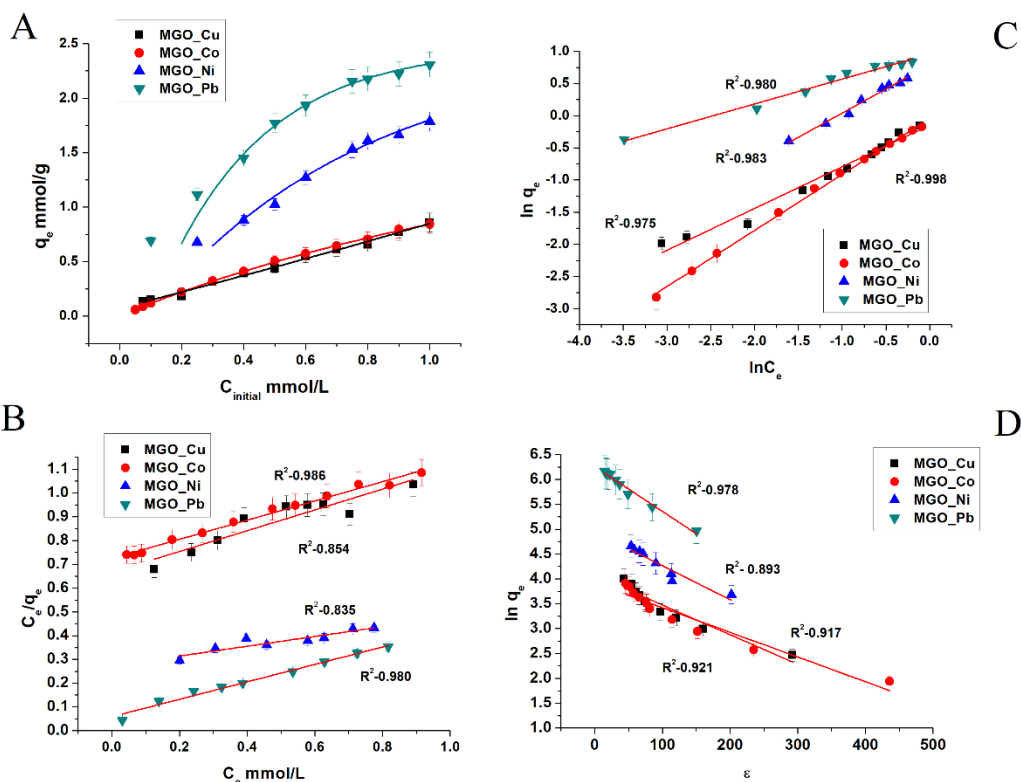 A
MGO_Cu
MGO_Co
MGO_Ni
MGO_Pb
2.5
2.0
1.5
1.0
0.5
0.0
q_e mmol/g
0.0 0.2 0.4 0.6 0.8 1.0
C_initial mmol/L
C
1.0
0.5
0.0
-0.5
-1.0
-1.5
-2.0
-2.5
-3.0
ln q_e
R²-0.980
R²-0.983
R²-0.998
R²-0.975
MGO_Cu
MGO_Co
MGO_Ni
MGO_Pb
-4.0 -3.5 -3.0 -2.5 -2.0 -1.5 -1.0 -0.5 0.0
lnC_e
B
MGO_Cu
MGO_Co
MGO_Ni
MGO_Pb
1.1
1.0
0.9
0.8
0.7
0.6
0.5
0.4
0.3
0.2
0.1
0.0
C_e/q_e
R²-0.986
R²-0.854
R²-0.835
R²-0.980
0.0 0.2 0.4 0.6 0.8 1.0
C_e mmol/L
D
MGO_Cu
MGO_Co
MGO_Ni
MGO_Pb
6.5
6.0
5.5
5.0
4.5
4.0
3.5
3.0
2.5
2.0
1.5
1.0
ln q_e
R²-0.978
R²- 0.893
R²-0.917
R²-0.921
0 100 200 300 400 500
ε